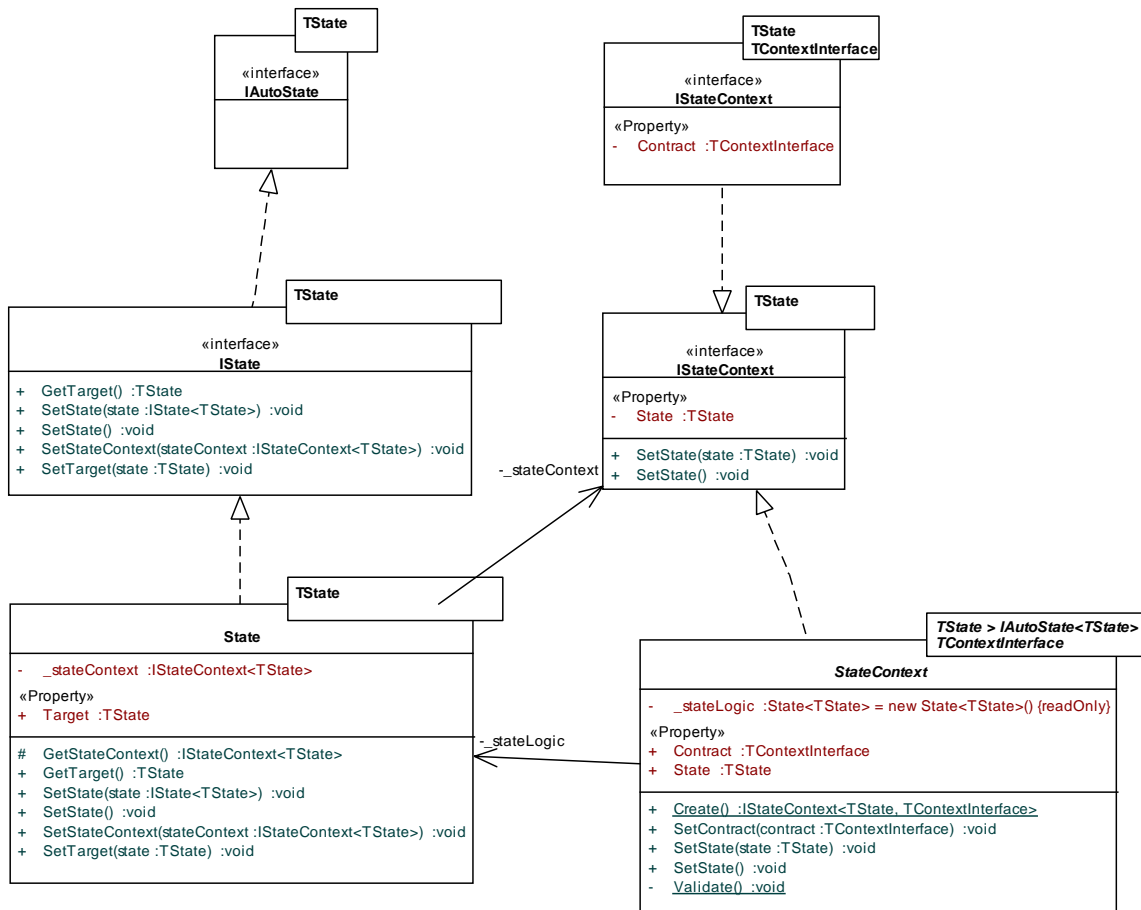 TState
«interface»
IAutoState
TState
TContextInterface
«interface»
IStateContext
«Property»
- Contract :TContextInterface
TState
«interface»
IState
+ GetTarget() :TState
+ SetState(state :IState<TState>) :void
+ SetState() :void
+ SetStateContext(stateContext :IStateContext<TState>) :void
+ SetTarget(state :TState) :void
TState
«interface»
IStateContext
«Property»
- State :TState
+ SetState(state :TState) :void
+ SetState() :void
-_stateContext
TState
State
- _stateContext :IStateContext<TState>
«Property»
+ Target :TState
# GetStateContext() :IStateContext<TState>
+ GetTarget() :TState
+ SetState(state :IState<TState>) :void
+ SetState() :void
+ SetStateContext(stateContext :IStateContext<TState>) :void
+ SetTarget(state :TState) :void
-_stateLogic
TState > IAutoState<TState>
TContextInterface
StateContext
- _stateLogic :State<TState> = new State<TState>() {readOnly}
«Property»
+ Contract :TContextInterface
+ State :TState
+ Create() :IStateContext<TState, TContextInterface>
+ SetContract(contract :TContextInterface) :void
+ SetState(state :TState) :void
+ SetState() :void
- Validate() :void